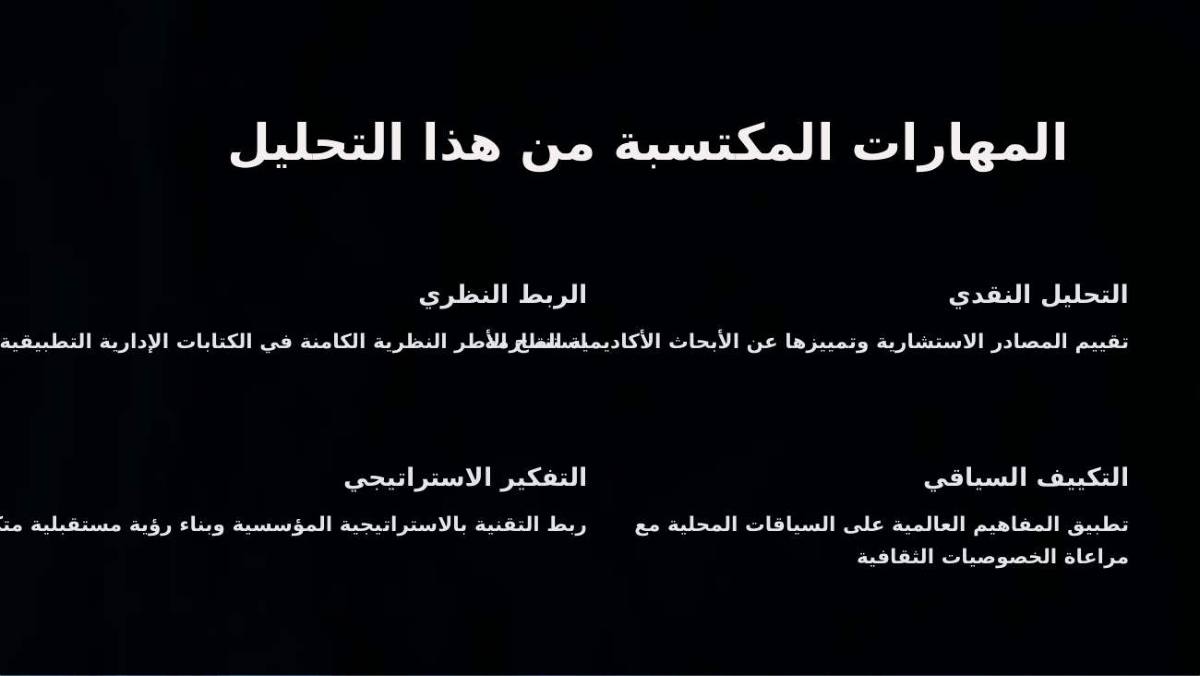 المهارات المكتسبة من هذا التحليل
التحليل النقدي
تقييم المصادر الاستشارية وتمييزها عن الأبحاث الأكاديمية
الربط النظري
الأطر النظرية الكامنة في الكتابات الإدارية التطبيقية
التكييف السياقي
تطبيق المفاهيم العالمية على السياقات المحلية مع
مراعاة الخصوصيات الثقافية
التفكير الاستراتيجي
ربط التقنية بالاستراتيجية المؤسسية وبناء رؤية مستقبلية